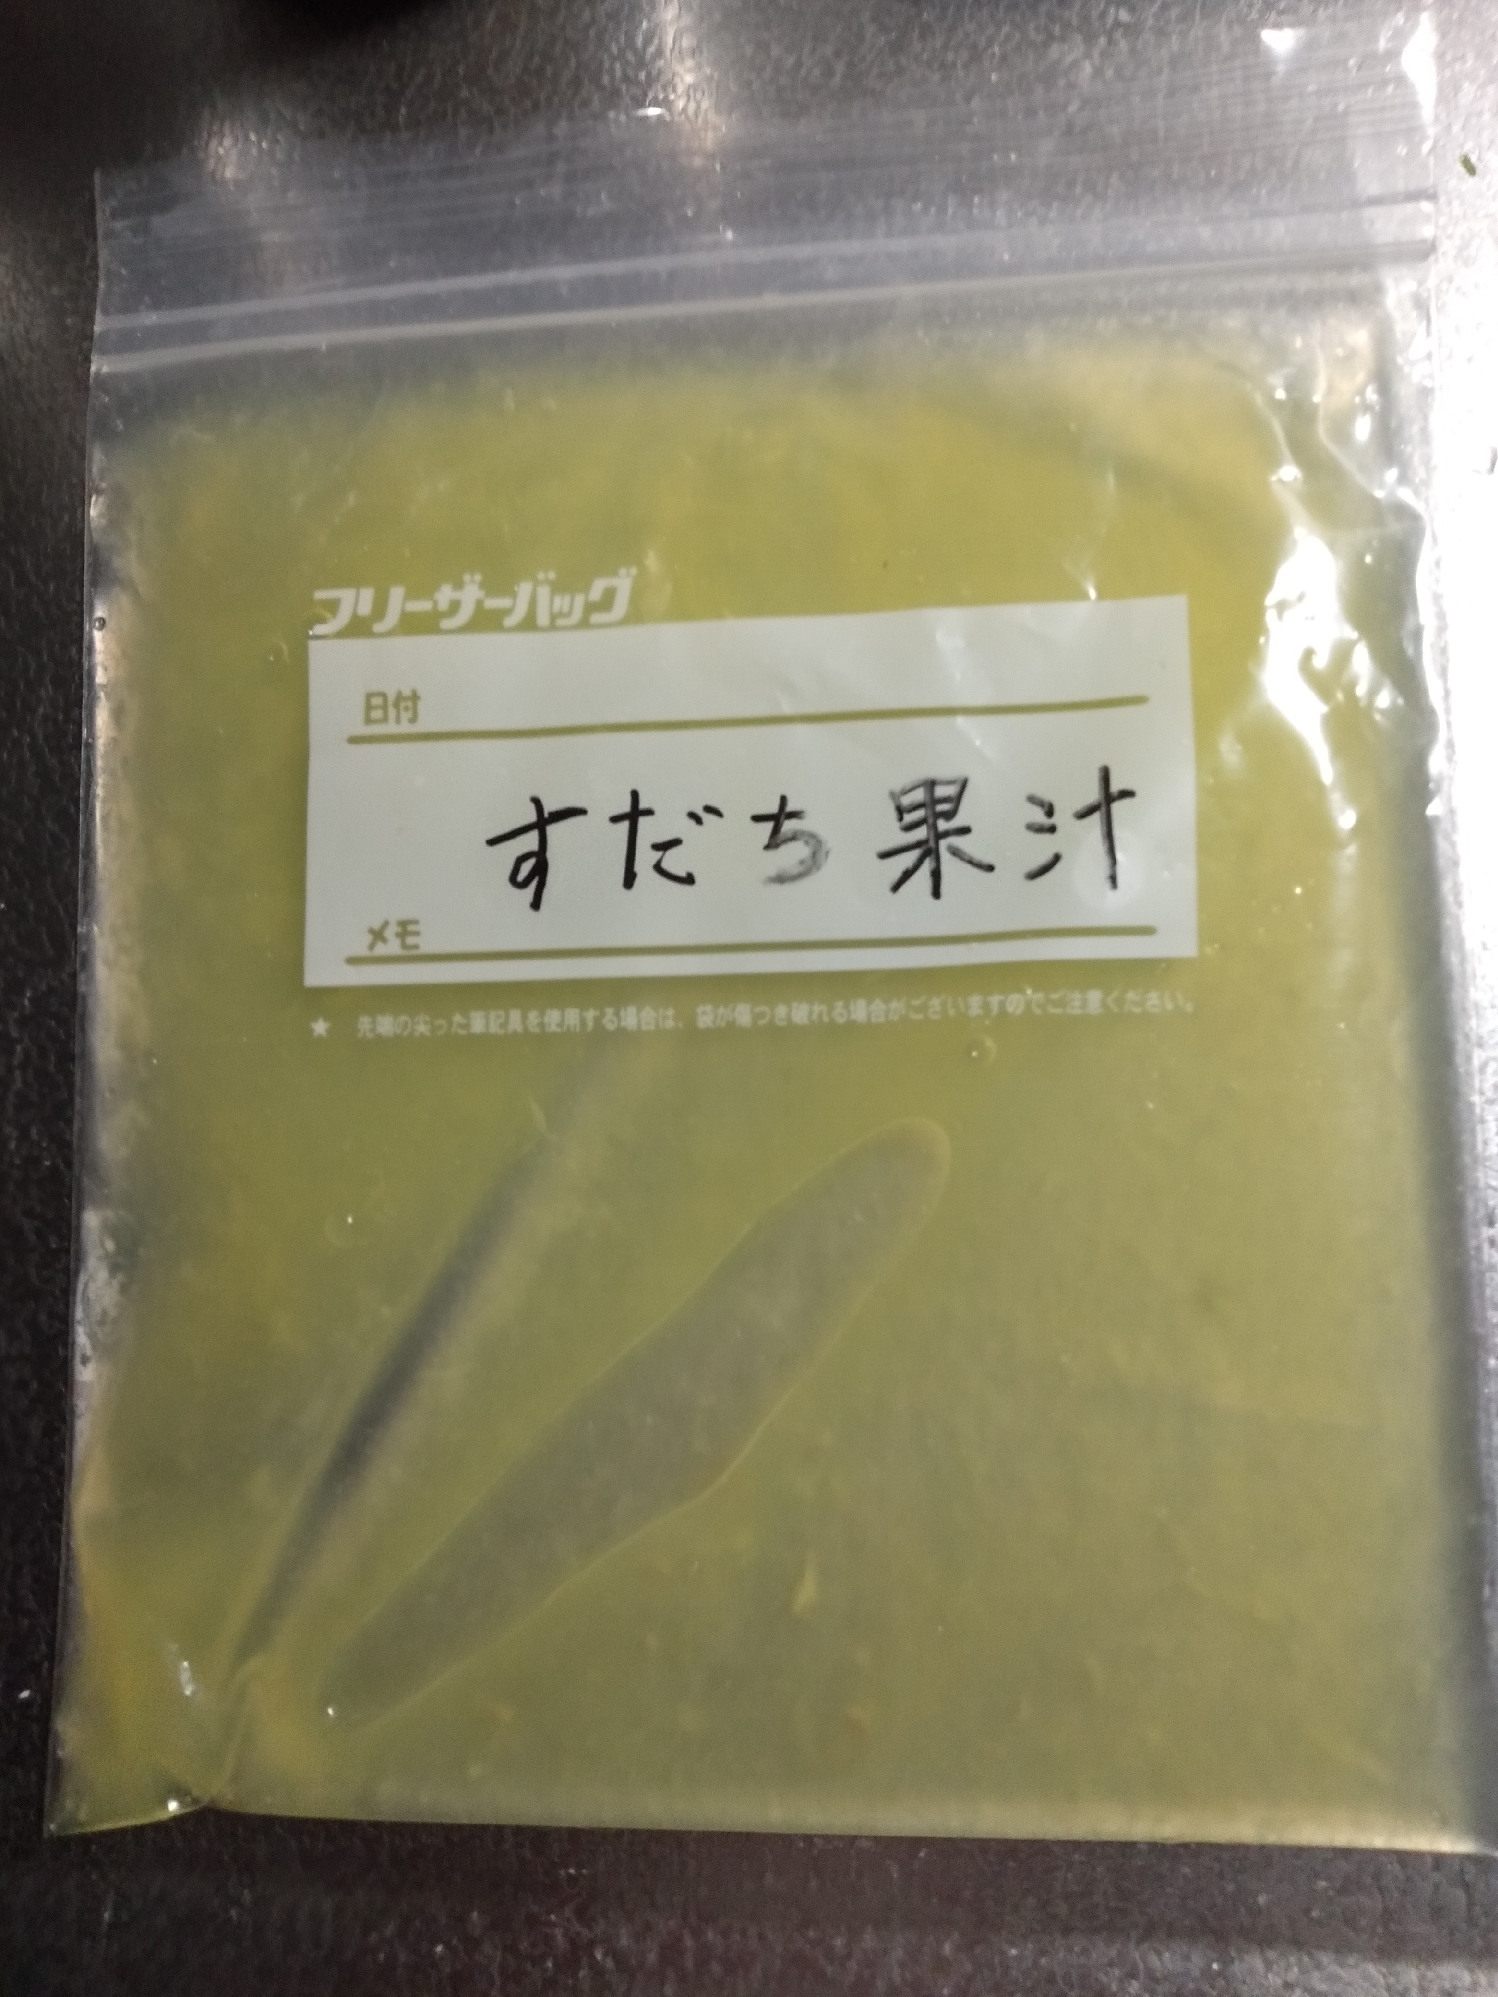 フリーザーバッグ
日付
すだち果汁
メモ
★ 先端の尖った筆記具を使用する場合は、袋が傷つき破れる場合がございますのでご注意ください。